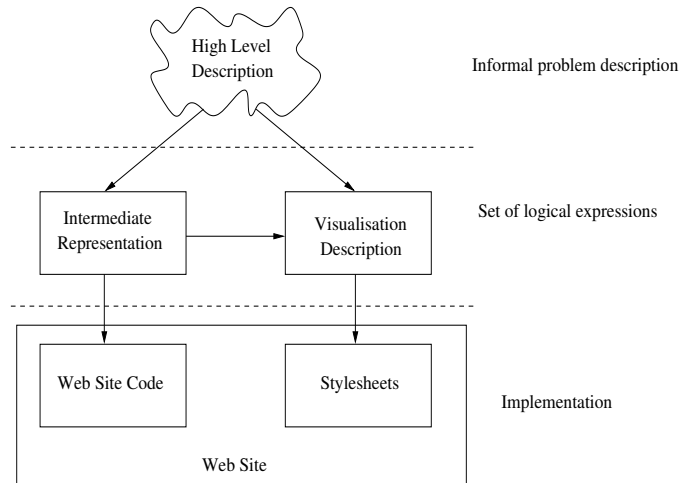 High Level
Description
Informal problem description
Intermediate
Representation
Visualisation
Description
Set of logical expressions
Web Site Code
Stylesheets
Implementation
Web Site